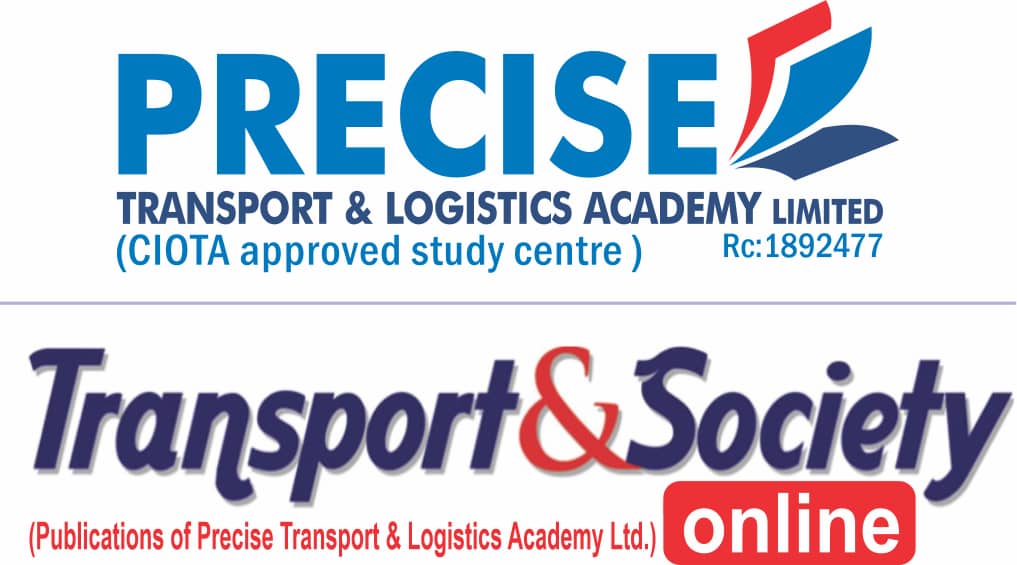 PRECISE
TRANSPORT & LOGISTICS ACADEMY LIMITED
(CIOTA approved study centre ) Rc:1892477
Transport&Society
(Publications of Precise Transport & Logistics Academy Ltd.) online